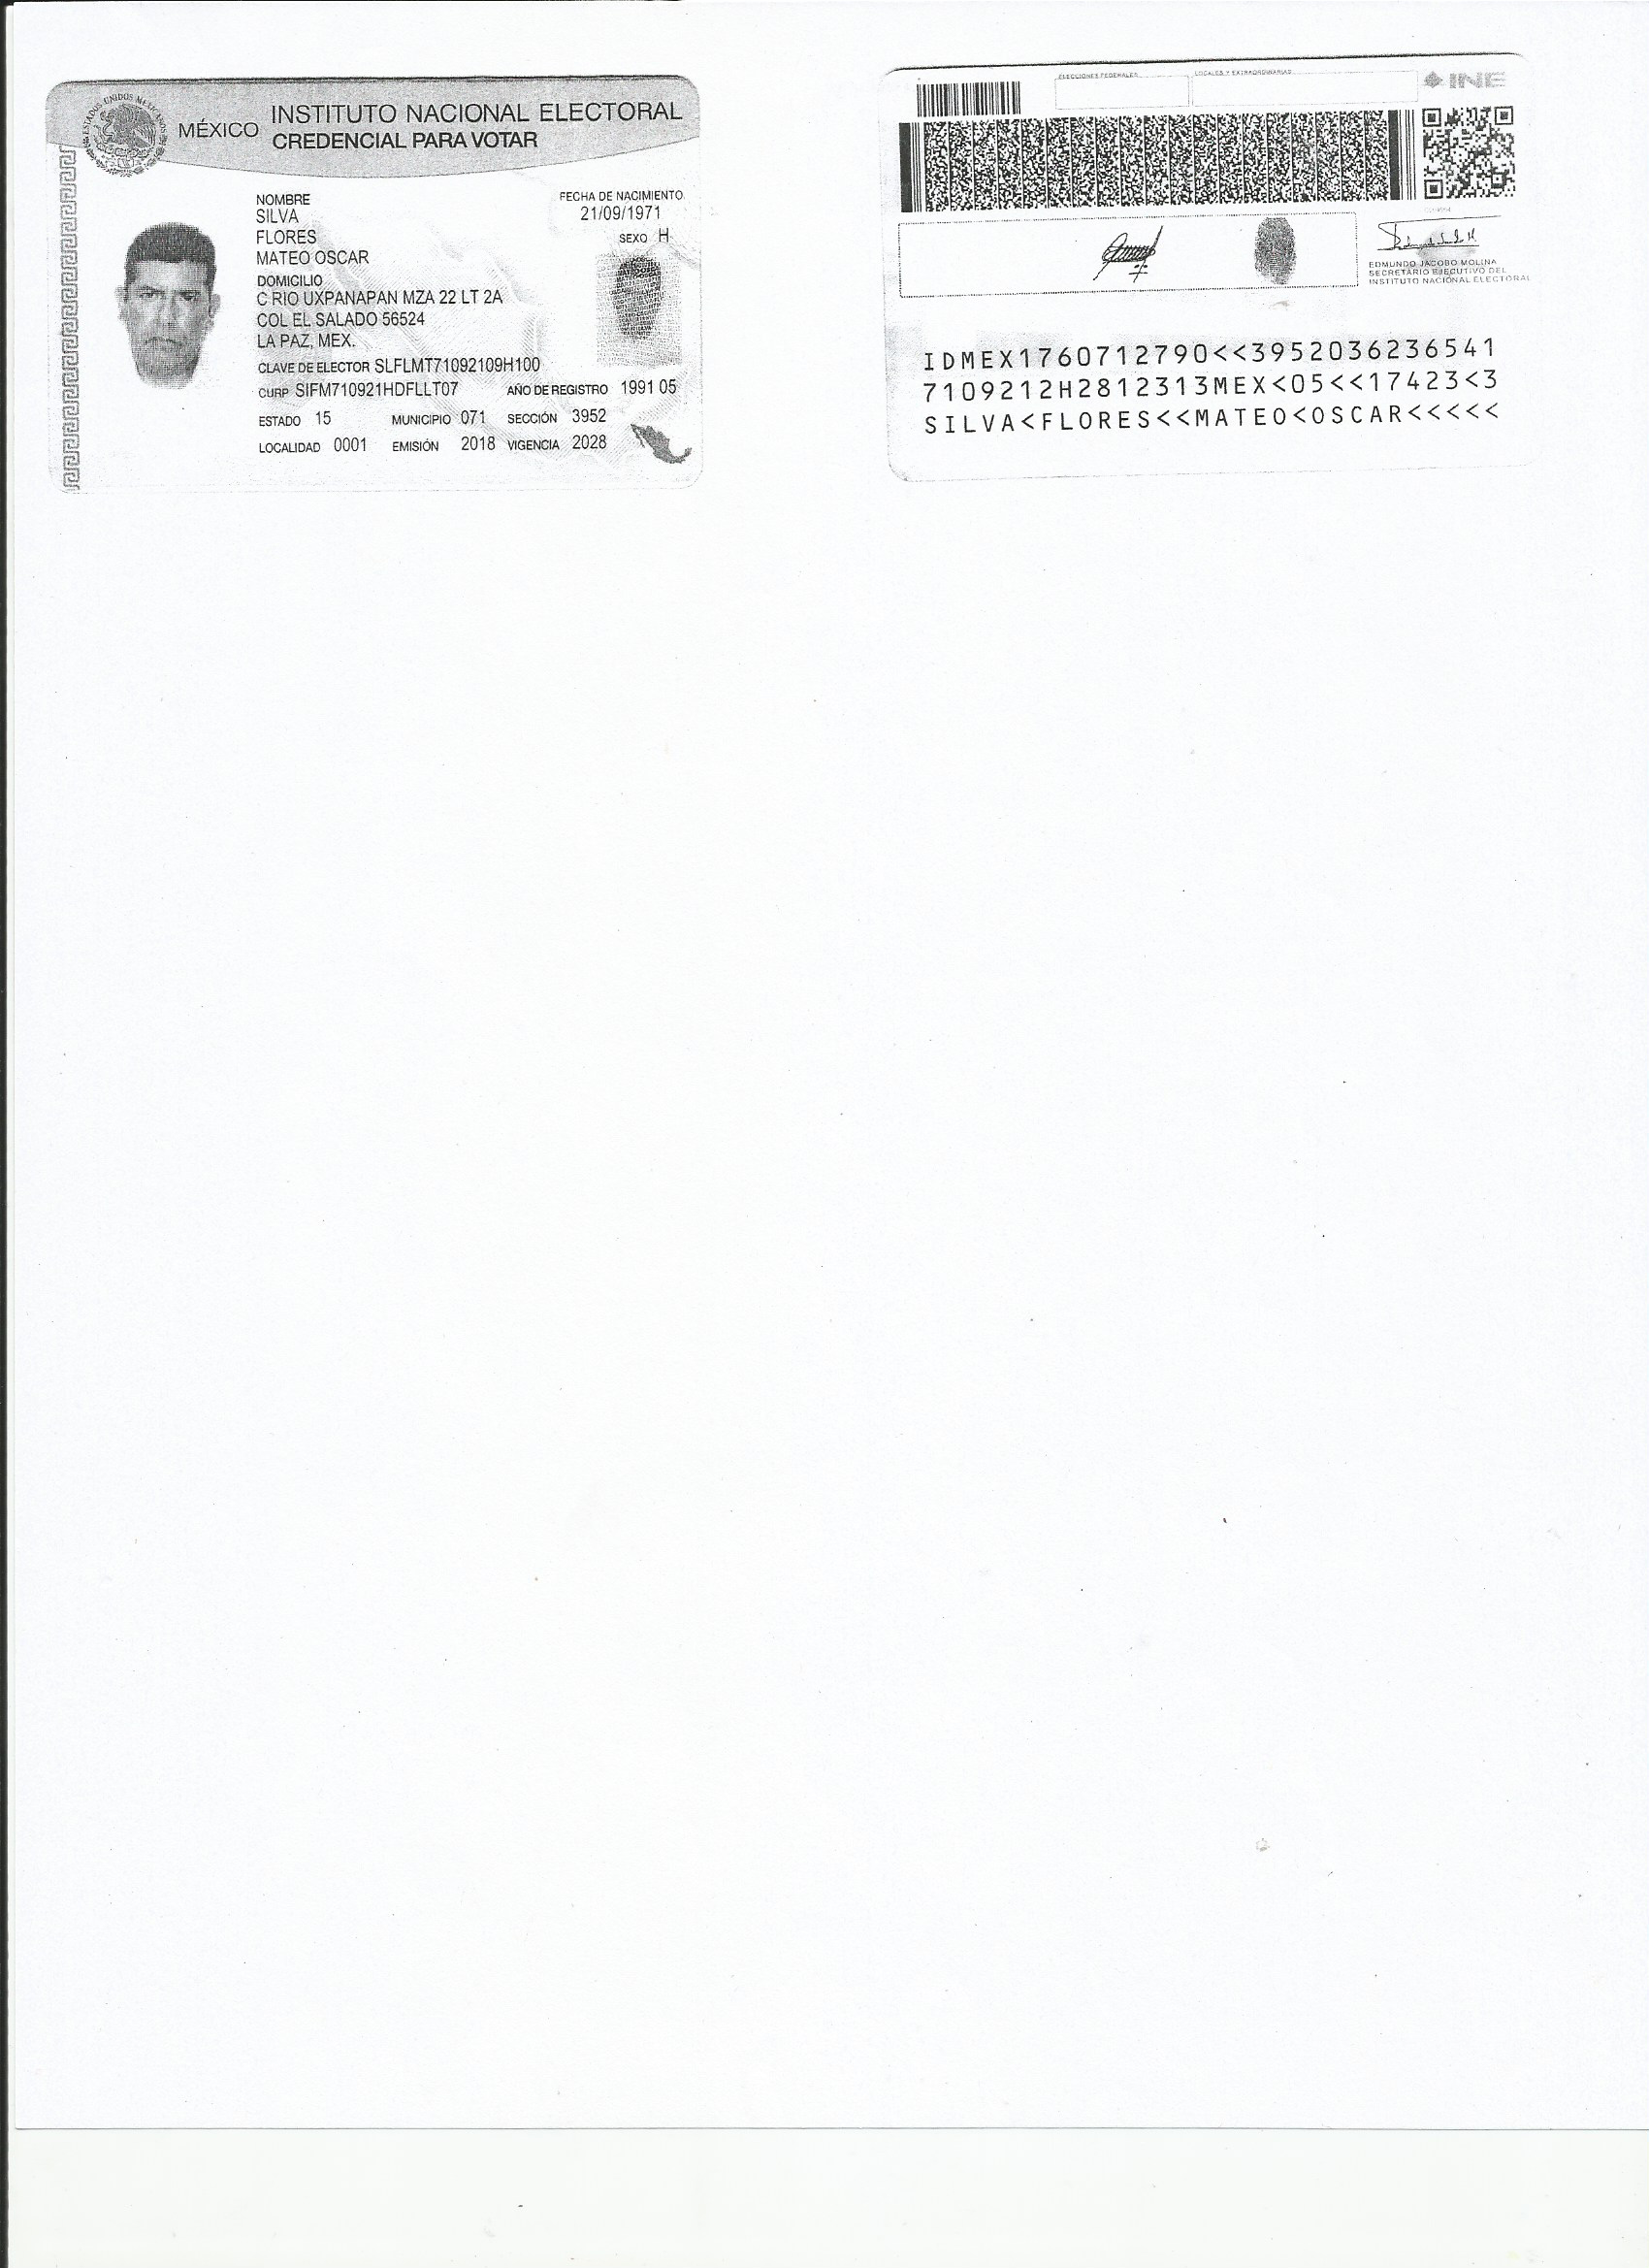 ESTADOS UNIDOS MEXICANOS
MÉXICO
INSTITUTO NACIONAL ELECTORAL
CREDENCIAL PARA VOTAR
NOMBRE
SILVA
FLORES
MATEO OSCAR
FECHA DE NACIMIENTO
21/09/1971
SEXO H
DOMICILIO
C RIO UXPANAPAN MZA 22 LT 2A
COL EL SALADO 56524
LA PAZ, MEX.
CLAVE DE ELECTOR SLFLMT71092109H100
CURP SIFM710921HDFLLT07 AÑO DE REGISTRO 1991 05
ESTADO 15 MUNICIPIO 071 SECCIÓN 3952
LOCALIDAD 0001 EMISIÓN 2018 VIGENCIA 2028
ELECCIONES FEDERALES
LOCALES Y EXTRAORDINARIAS
INE
EDMUNDO JACOBO MOLINA
SECRETARIO EJECUTIVO DEL
INSTITUTO NACIONAL ELECTORAL
IDMEX1760712790<<3952036236541
7109212H2812313MEX<05<<17423<3
SILVA<FLORES<<MATEO<OSCAR<<<<<